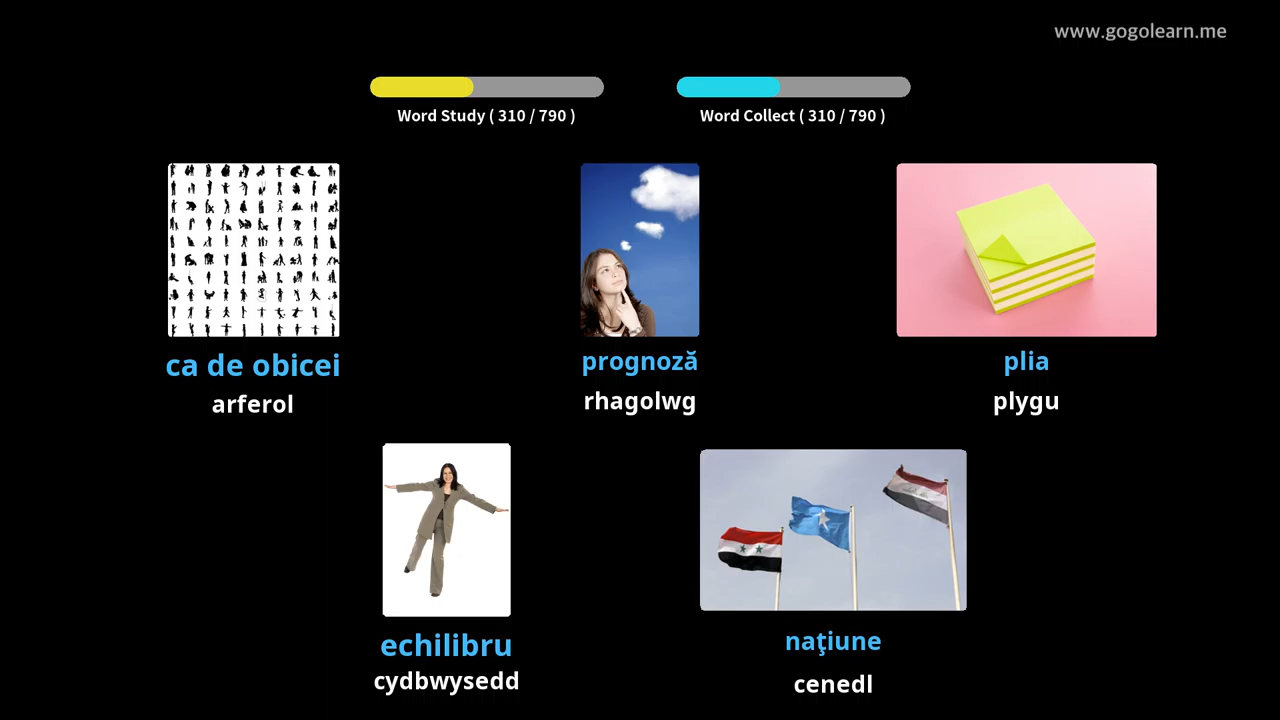 www.gogolearn.me
Word Study ( 310 / 790 )
Word Collect ( 310 / 790 )
ca de obicei
arferol
prognoză
rhagolwg
plia
plygu
echilibru
cydbwysedd
naţiune
cenedl